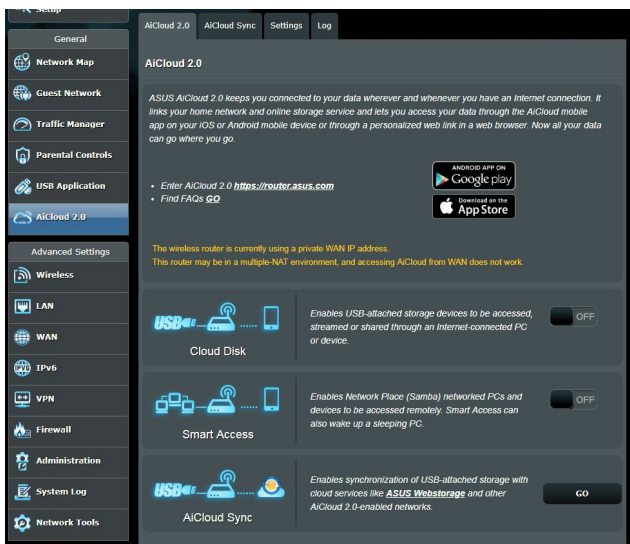 Setup
General
Network Map
Guest Network
Traffic Manager
Parental Controls
USB Application
AiCloud 2.0
Advanced Settings
Wireless
LAN
WAN
IPv6
VPN
Firewall
Administration
System Log
Network Tools
AiCloud 2.0 AiCloud Sync Settings Log
AiCloud 2.0
ASUS AiCloud 2.0 keeps you connected to your data wherever and whenever you have an Internet connection. It
links your home network and online storage service and lets you access your data through the AiCloud mobile
app on your iOS or Android mobile device or through a personalized web link in a web browser. Now all your data
can go where you go.
• Enter AiCloud 2.0 https://router.asus.com
• Find FAQs GO
ANDROID APP ON
Google play
Download on the
App Store
The wireless router is currently using a private WAN IP address.
This router may be in a multiple-NAT environment, and accessing AiCloud from WAN does not work.
USB
Cloud Disk
Enables USB-attached storage devices to be accessed,
streamed or shared through an Internet-connected PC
or device.
OFF
Smart Access
Enables Network Place (Samba) networked PCs and
devices to be accessed remotely. Smart Access can
also wake up a sleeping PC.
OFF
USB
AiCloud Sync
Enables synchronization of USB-attached storage with
cloud services like ASUS Webstorage and other
AiCloud 2.0-enabled networks.
GO